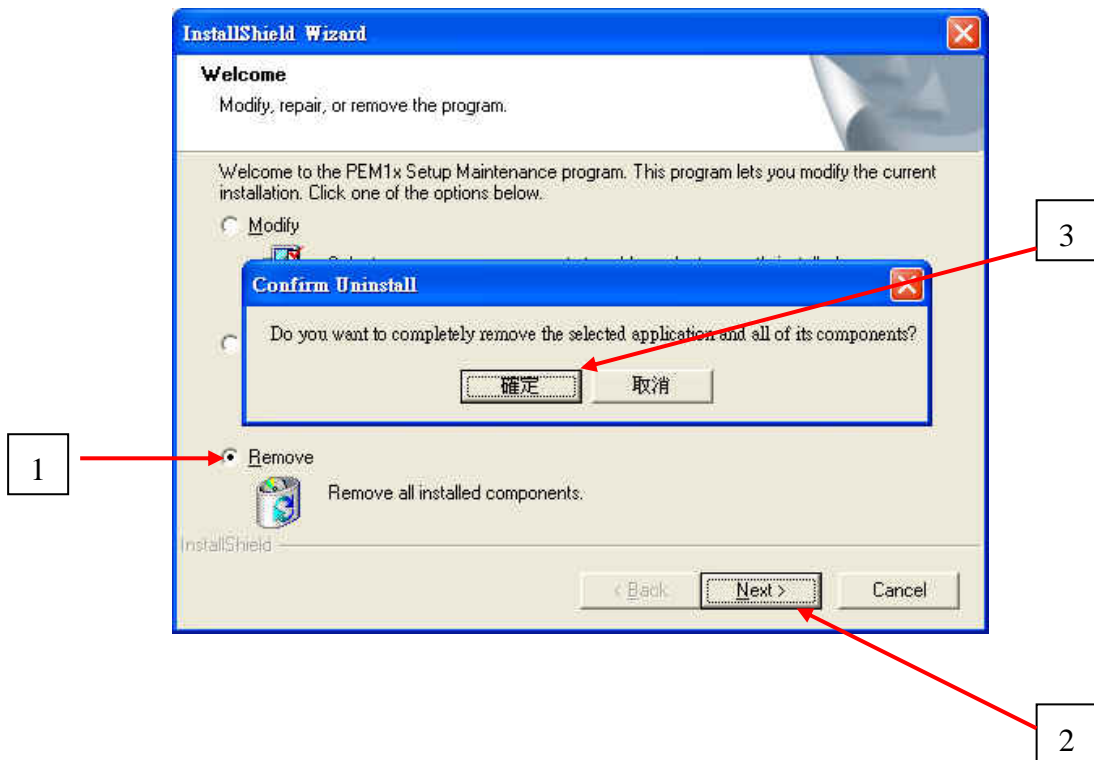 InstallShield Wizard
Welcome
Modify, repair, or remove the program.
Welcome to the PEM1x Setup Maintenance program. This program lets you modify the current
installation. Click one of the options below.
Modify
3
Confirm Uninstall
Do you want to completely remove the selected application and all of its components?
確定 取消
1
Remove
Remove all installed components.
InstallShield
< Back Next > Cancel
2